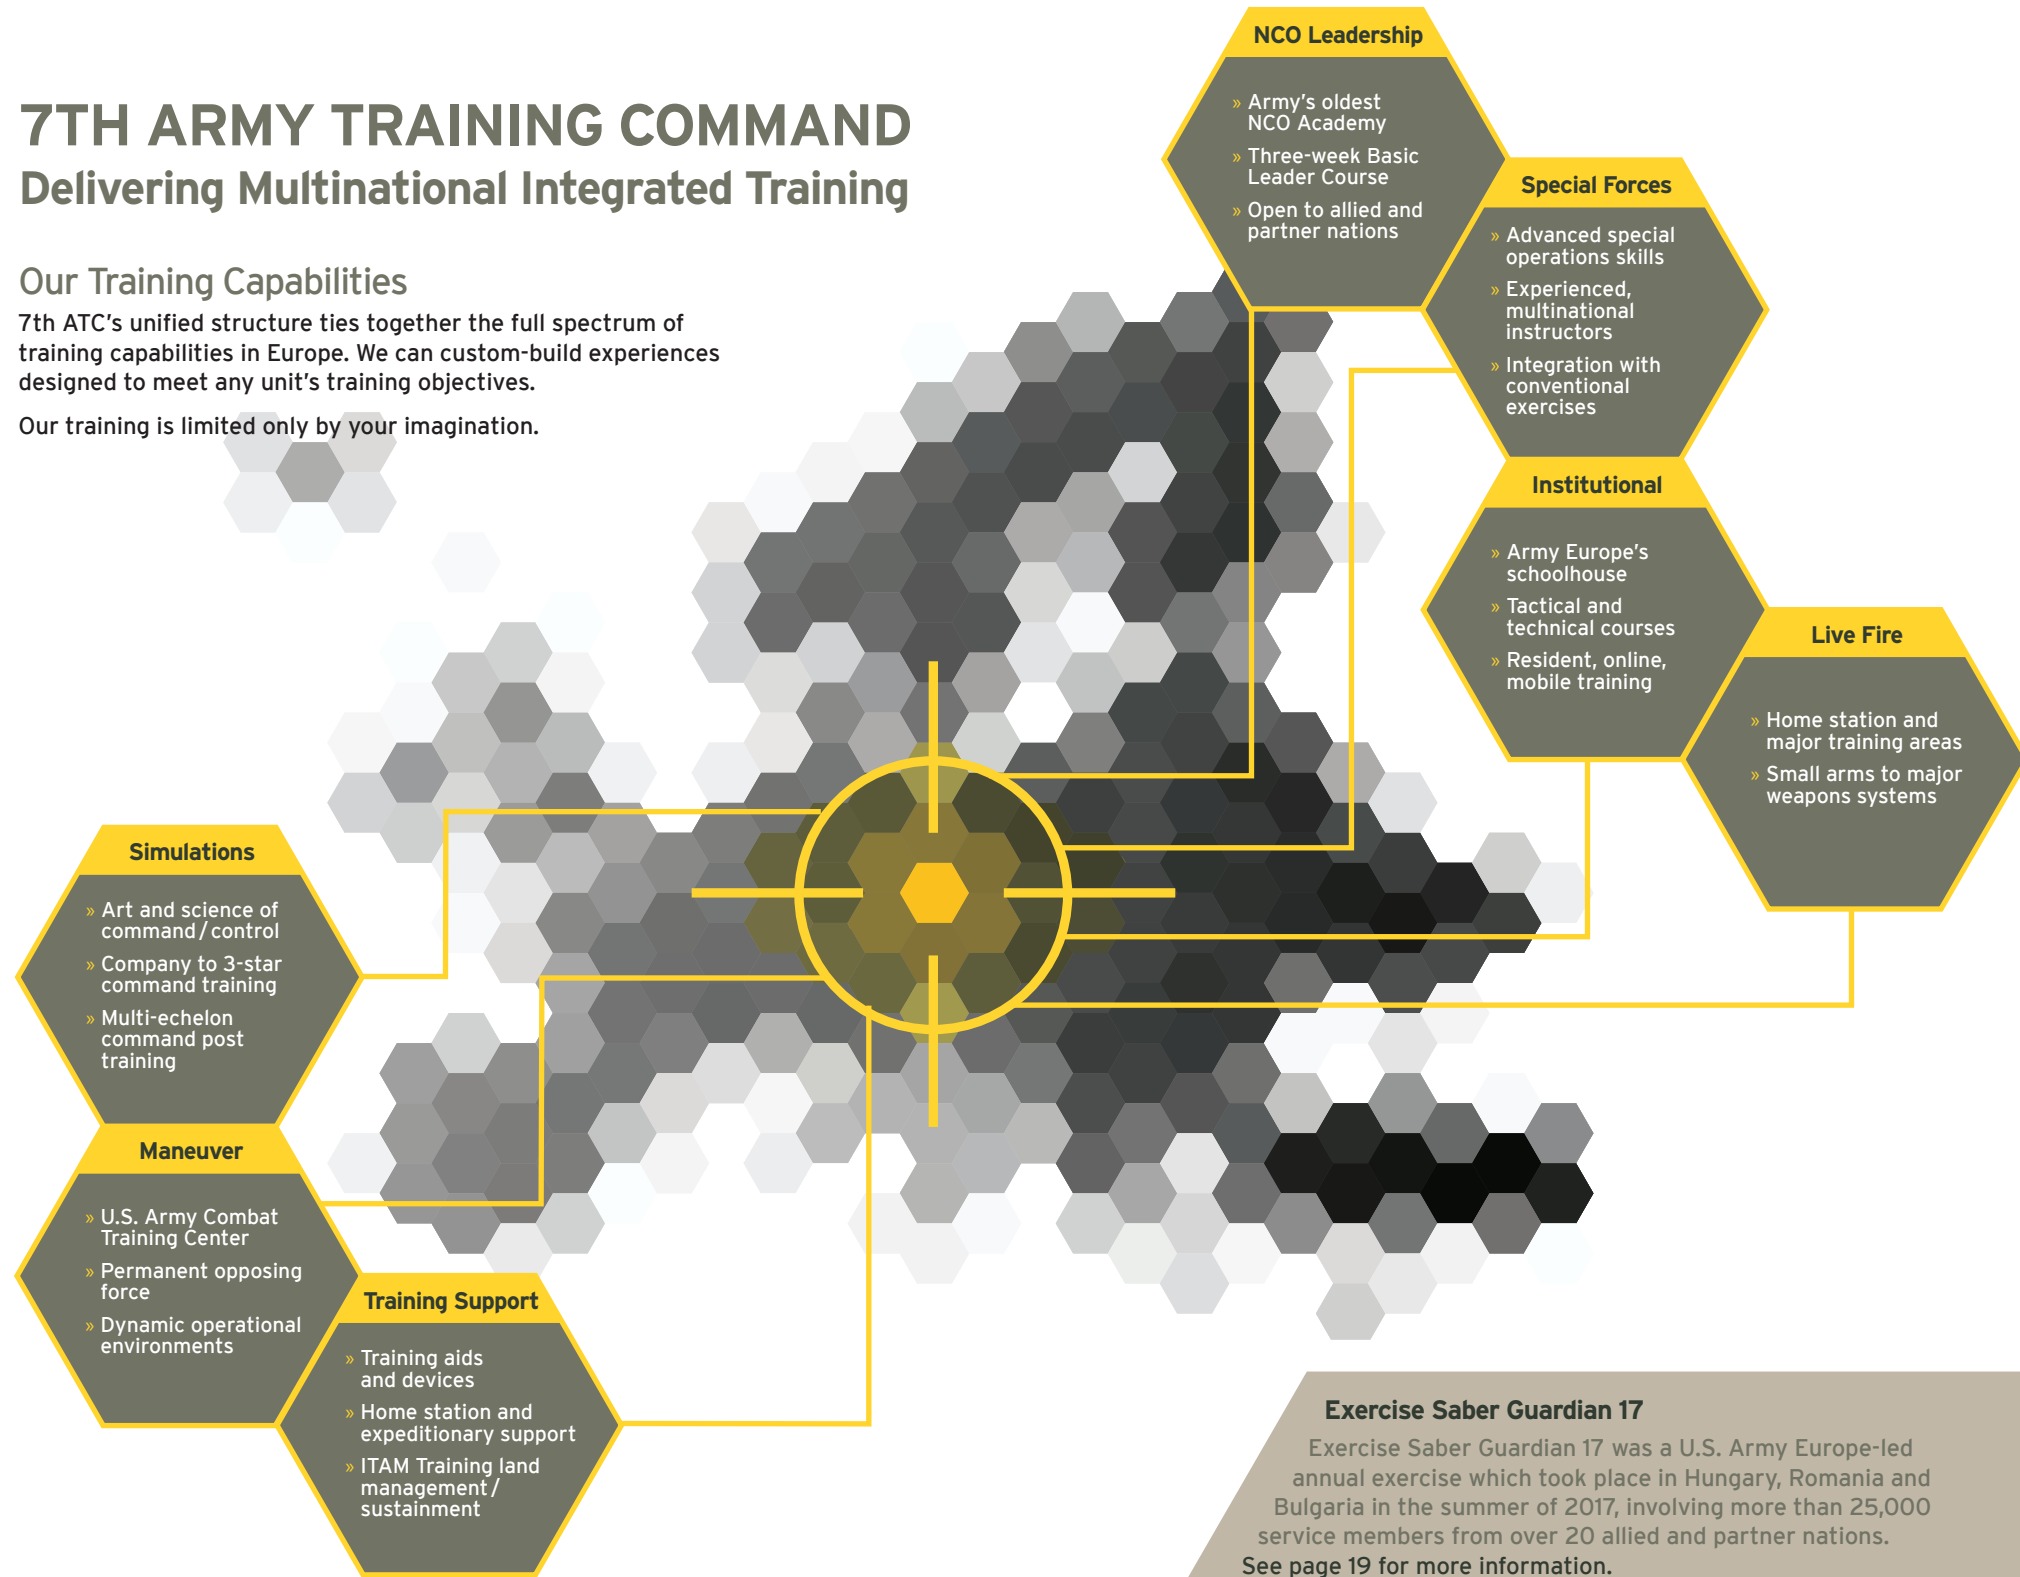 7TH ARMY TRAINING COMMAND
Delivering Multinational Integrated Training
Our Training Capabilities
7th ATC's unified structure ties together the full spectrum of
training capabilities in Europe. We can custom-build experiences
designed to meet any unit's training objectives.
Our training is limited only by your imagination.
NCO Leadership
» Army's oldest
NCO Academy
» Three-week Basic
Leader Course
» Open to allied and
partner nations
Special Forces
» Advanced special
operations skills
» Experienced,
multinational
instructors
» Integration with
conventional
exercises
Institutional
» Army Europe's
schoolhouse
» Tactical and
technical courses
» Resident, online,
mobile training
Live Fire
» Home station and
major training areas
» Small arms to major
weapons systems
Simulations
» Art and science of
command / control
» Company to 3-star
command training
» Multi-echelon
command post
training
Maneuver
» U.S. Army Combat
Training Center
» Permanent opposing
force
» Dynamic operational
environments
Training Support
» Training aids
and devices
» Home station and
expeditionary support
» ITAM Training land
management /
sustainment
Exercise Saber Guardian 17
Exercise Saber Guardian 17 was a U.S. Army Europe-led
annual exercise which took place in Hungary, Romania and
Bulgaria in the summer of 2017, involving more than 25,000
service members from over 20 allied and partner nations.
See page 19 for more information.